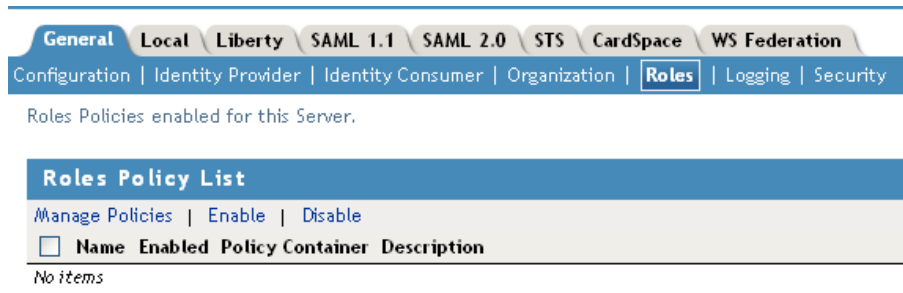 General Local Liberty SAML 1.1 SAML 2.0 STS CardSpace WS Federation
Configuration | Identity Provider | Identity Consumer | Organization | Roles | Logging | Security
Roles Policies enabled for this Server.
Roles Policy List
Manage Policies | Enable | Disable
Name Enabled Policy Container Description
No items